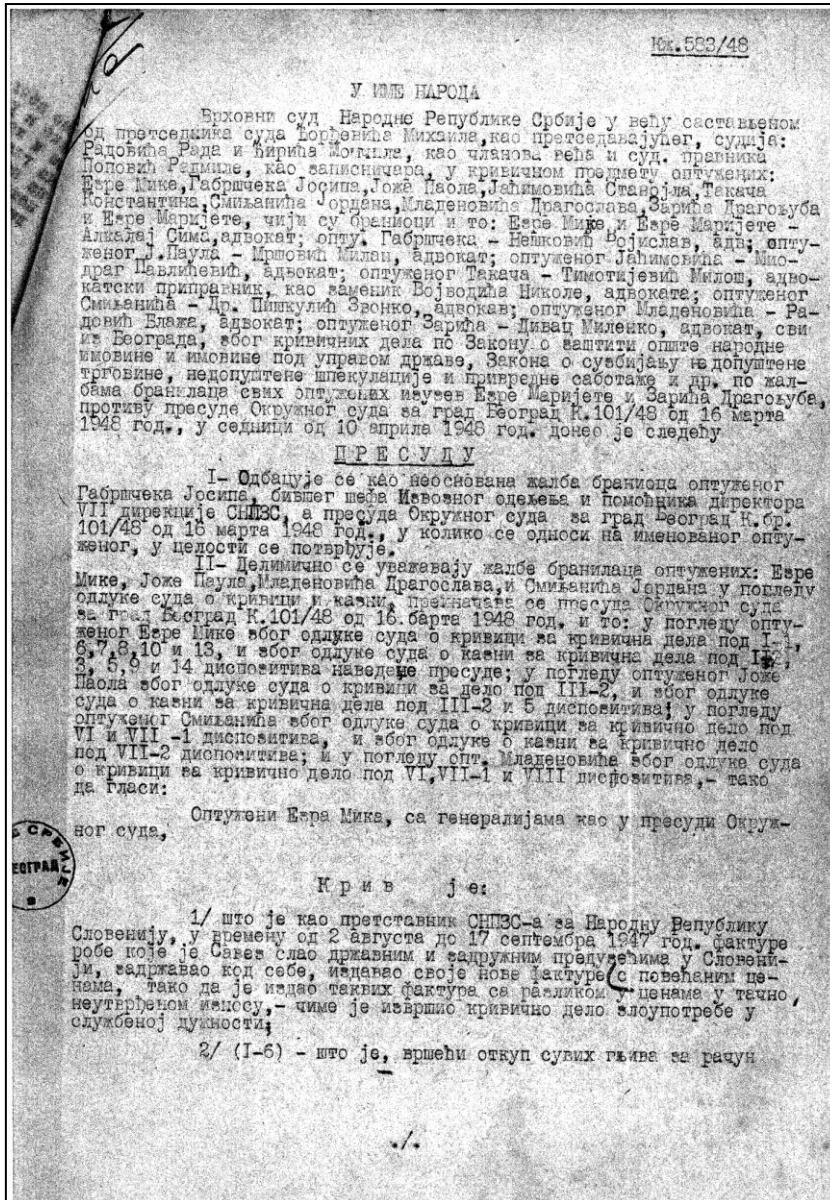 Кж.583/48
У ИМЕ НАРОДА
Врховни суд Народне Републике Србије у већу састављеном
од претседника суда Ђорђевића Михаила,као претседавајућег, судија:
Радовића Рада и Ћирића Момчила, као чланова већа и суд. правника
Поповић Радмиле, као записничара, у кривичном предмету оптужених:
Езре Мике,Габршчека Јосипа,Јожа Паола,Јаћимовића Станојла,Такача
Константина,Смиљанића Јордана,Младеновића Драгослава,Зарића Драгољуба
и Езре Маријете, чији су браниоци и то: Езре Мике и Езре Маријете -
Алкалај Сима,адвокат; опту. Габршчека - Нешковић Војислав, адв; опту-
женог Ј.Паула - Мршовић Милан, адвокат; оптуженог Јаћимовића - Мио-
драг Павлићевић, адвокат; оптуженог Такача - Тимотијевић Милош, адво-
катски приправник, као заменик Војводића Николе, адвоката; оптуженог
Смиљанића - Др. Пишкулић Звонко, адвокав; оптуженог Младеновића - Ра-
довић Блажа, адвокат; оптуженог Зарића - Дивац Миленко, адвокат, сви
из Београда, због кривичних дела по Закону о заштити опште народне
имовине и имовине под управом државе, Закона о сузбијању недопуштене
трговине, недопуштене шпекулације и привредне саботаже и др. по жал-
бама бранилаца свих оптужених изузев Езре Маријете и Зарића Драгољуба,
противу пресуде Окружног суда за град Београд К.101/48 од 16 марта
1948 год., у седници од 10 априла 1948 год. донео је следећу
П Р Е С У Д У
I- Одбацује се као неоснована жалба браниоца оптуженог
Габршчека Јосипа, бившег шефа Извозног одељења и помоћника директора
VII дирекције СНПЗС, а пресуда Окружног суда за град Београд К.бр.
101/48 од 16 марта 1948 год., у колико се односи на именованог опту-
женог, у целости се потврђује.
II- Делимично се уважавају жалбе бранилаца оптужених: Езре
Мике, Јоже Паула,Младеновића Драгослава,и Смиљанића Јордана у погледу
одлуке суда о кривици и казни, преиначава се пресуда Окружног суда
за град Београд К.101/48 од 16.барта 1948 год. и то: у погледу опту-
женог Езре Мике због одлуке суда о кривици за кривична дела под I-1,
6,7,8,10 и 13, и због одлуке суда о казни за кривична дела под I-2,
3, 5,9 и 14 диспозитива наведене пресуде; у погледу оптуженог Јоже
Паола због одлуке суда о кривици за дело под III-2, и због одлуке
суда о казни за кривична дела под III-2 и 5 диспозитива; у погледу
оптуженог Смиљанића због одлуке суда о кривици за кривично дело под
VI и VII -1 диспозитива, и због одлуке о казни за кривично дело
под VII-2 диспозитива; и у погледу опт. Младеновића због одлуке суда
о кривици за кривично дело под VI,VII-1 и VIII диспозитива,- тако
да гласи:
Оптужени Езра Мика, са генералијама као у пресуди Окруж-
ног суда,
СРБИЈЕ
ЕОГРАД
К р и в ј е:
1/ што је као претставник СНПЗС-а за Народну Републику
Словенију, у времену од 2 августа до 17 септембра 1947 год. фактуре
робе које је Савез слао државним и задружним предузећима у Словени-
ји, задржавао код себе, издавао своје нове фактуре с повећаним це-
нама, тако да је издао таквих фактура са разликом у ценама у тачно
неутврђеном износу,- чиме је извршио кривично дело злоупотребе у
службеној дужности;
2/ (I-6) - што је, вршећи откуп сувих гљива за рачун
./.